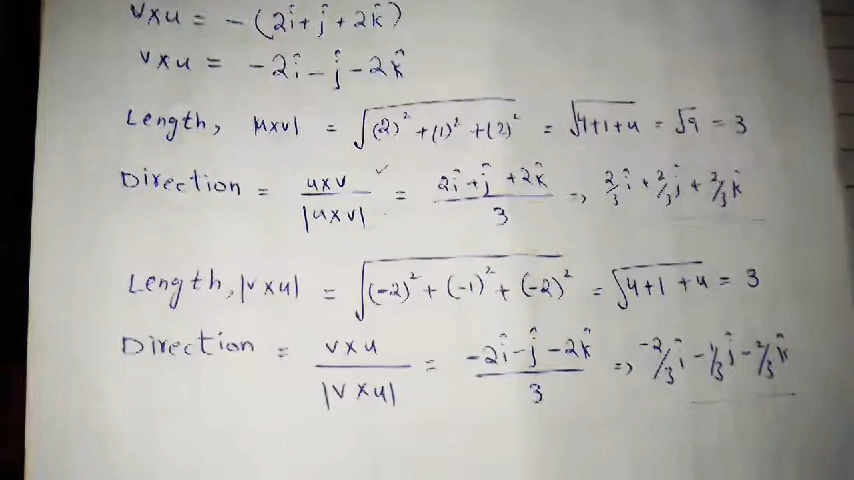 v×u = -(2î+ĵ+2k̂)
v×u = -2î-ĵ-2k̂
Length, |u×v| = √(2)²+(1)²+(2)² = √4+1+4 = √9 = 3
Direction = u×v/|u×v| = 2î+ĵ+2k̂/3 => 2/3 î + 2/3 ĵ + 2/3 k̂
Length, |v×u| = √(-2)²+(-1)²+(-2)² = √4+1+4 = 3
Direction = v×u/|v×u| = -2î-ĵ-2k̂/3 => -2/3 î - 1/3 ĵ - 2/3 k̂